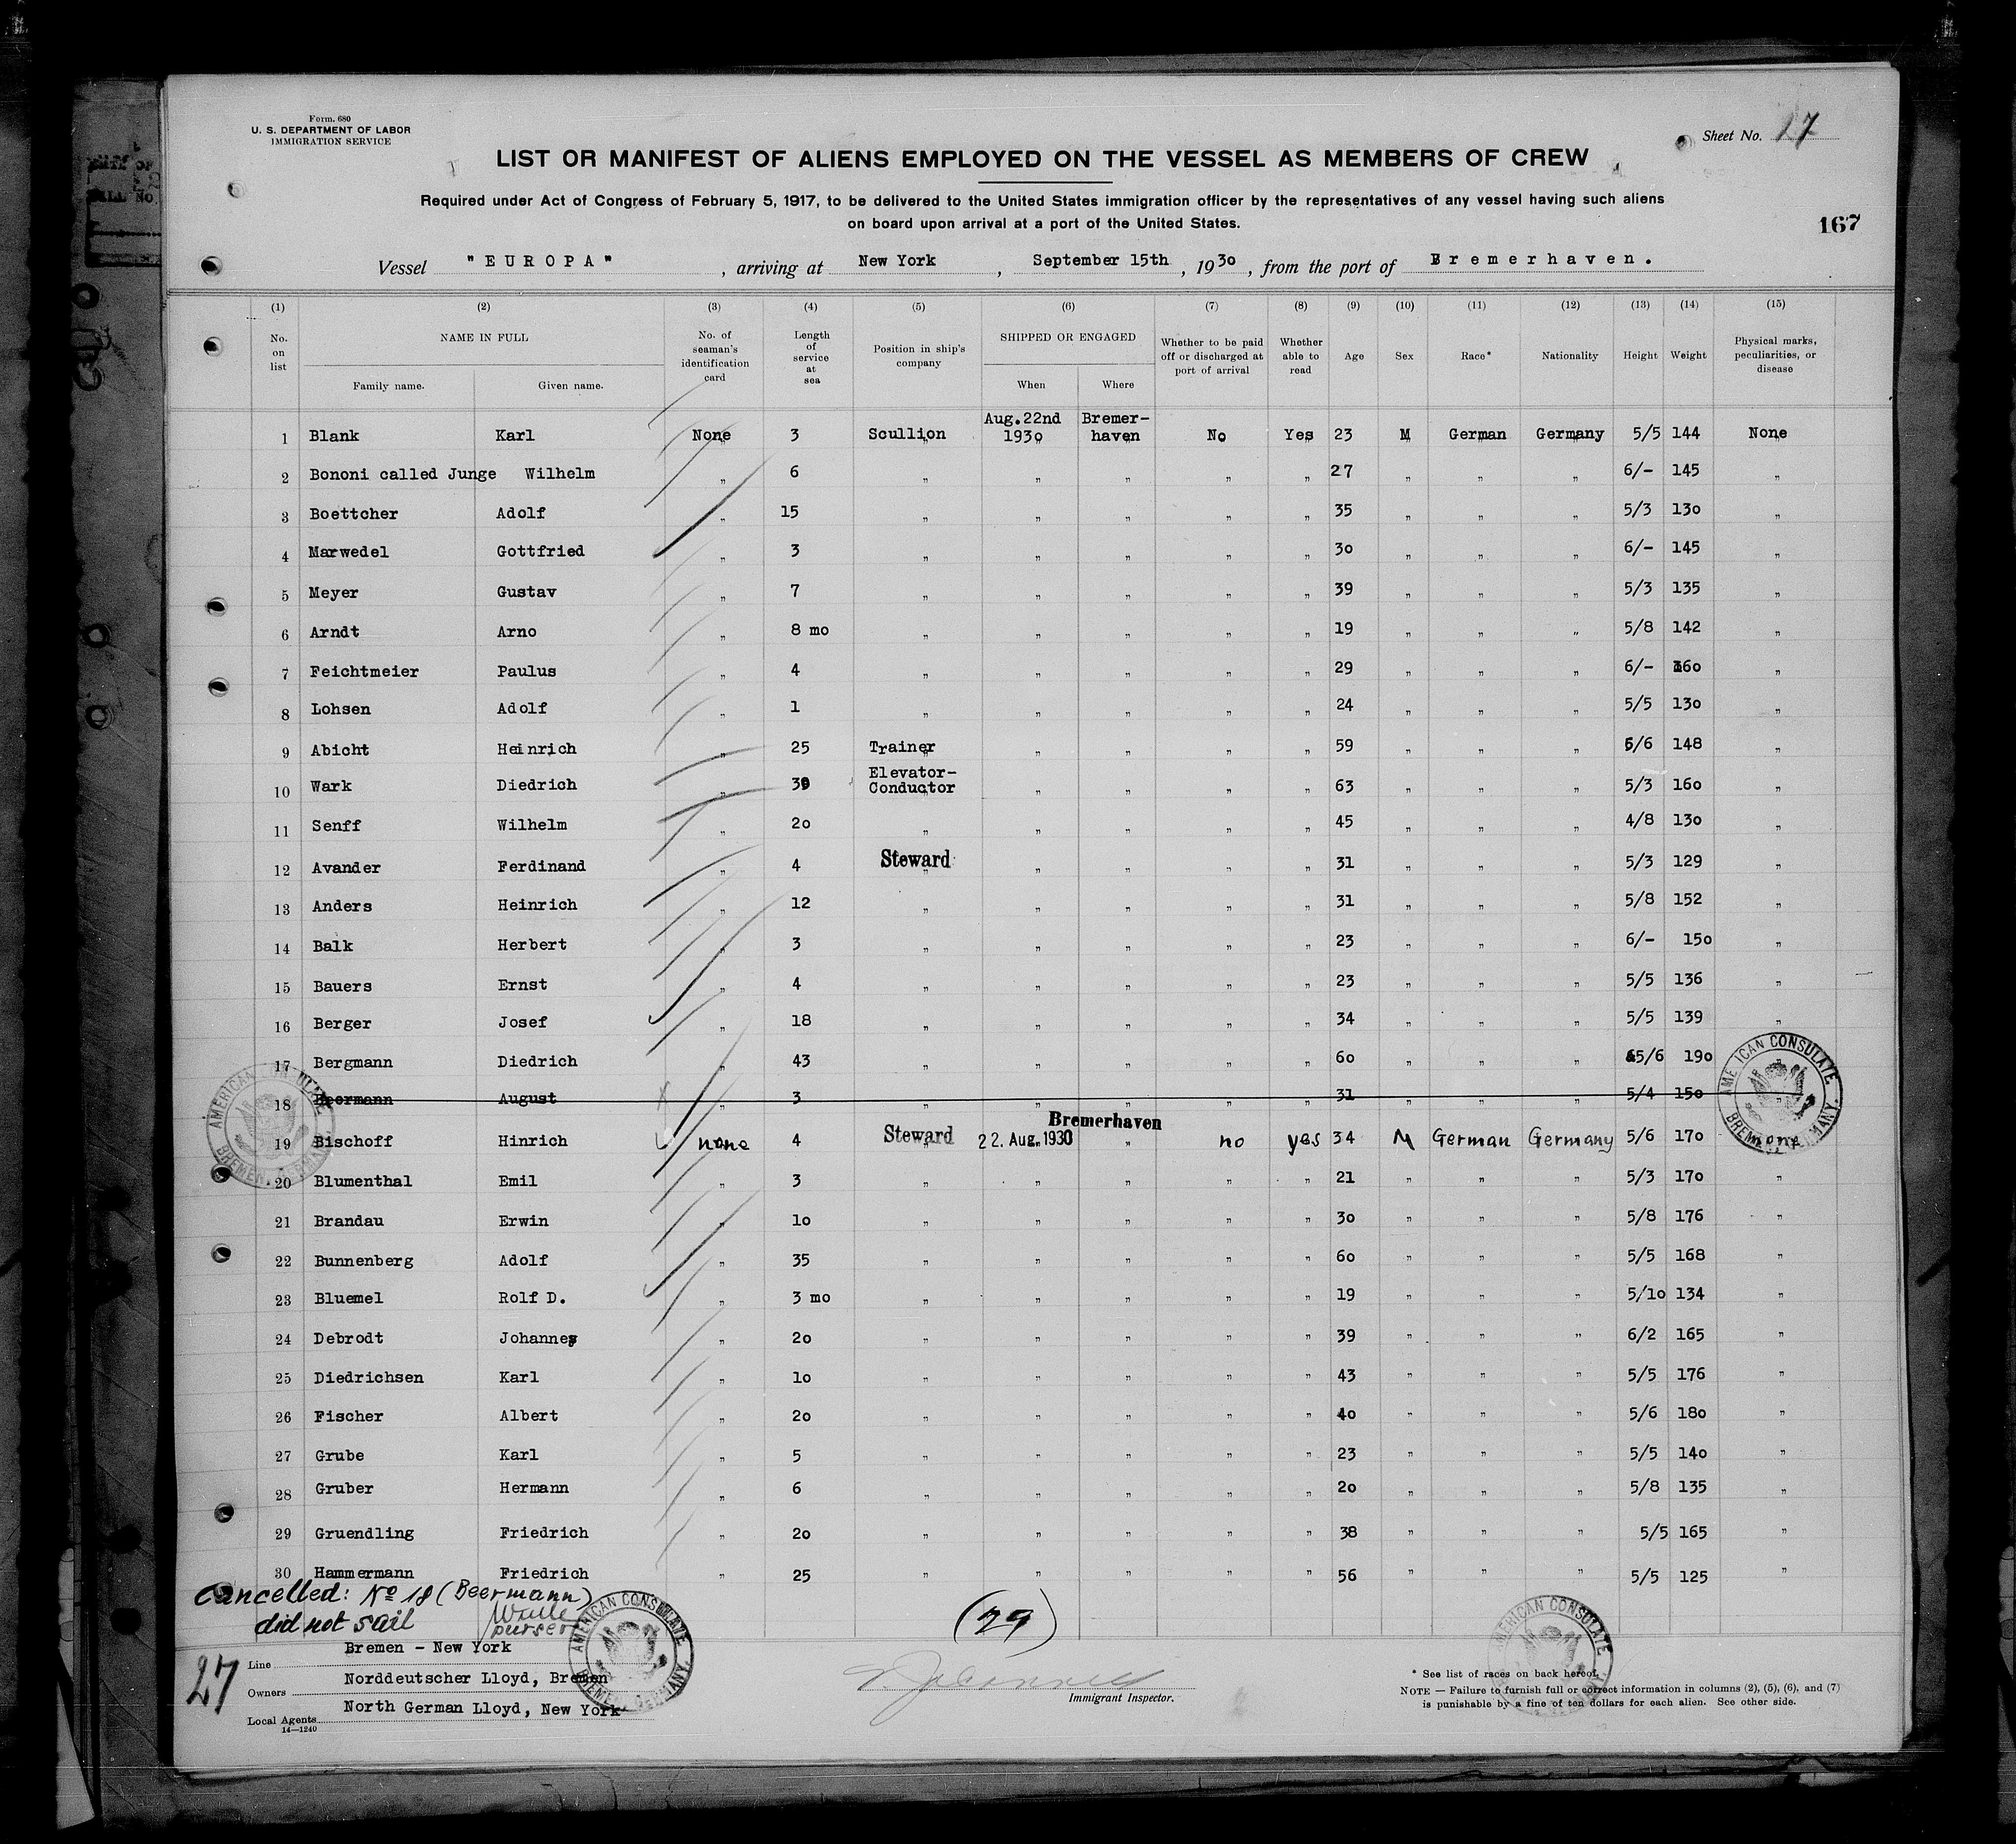 Form. 680
U. S. DEPARTMENT OF LABOR
IMMIGRATION SERVICE
Sheet No. 27
LIST OR MANIFEST OF ALIENS EMPLOYED ON THE VESSEL AS MEMBERS OF CREW
Required under Act of Congress of February 5, 1917, to be delivered to the United States immigration officer by the representatives of any vessel having such aliens
on board upon arrival at a port of the United States.
167
Vessel "EUROPA" , arriving at New York , September 15th , 1930 , from the port of Bremerhaven.
(1) (2) (3) (4) (5) (6) (7) (8) (9) (10) (11) (12) (13) (14) (15)
No. on list NAME IN FULL Family name. Given name. No. of seaman's identification card Length of service at sea Position in ship's company SHIPPED OR ENGAGED When Where Whether to be paid off or discharged at port of arrival Whether able to read Age Sex Race* Nationality Height Weight Physical marks, peculiarities, or disease
1 Blank Karl None 3 Scullion Aug.22nd 1930 Bremer-haven No Yes 23 M German Germany 5/5 144 None
2 Bononi called Junge Wilhelm " 6 " " " " " 27 " " " 6/- 145 "
3 Boettcher Adolf " 15 " " " " " 35 " " " 5/3 130 "
4 Marwedel Gottfried " 3 " " " " " 30 " " " 6/- 145 "
5 Meyer Gustav " 7 " " " " " 39 " " " 5/3 135 "
6 Arndt Arno " 8 mo " " " " " 19 " " " 5/8 142 "
7 Feichtmeier Paulus " 4 " " " " " 29 " " " 6/- 160 "
8 Lohsen Adolf " 1 " " " " " 24 " " " 5/5 130 "
9 Abicht Heinrich " 25 Trainer " " " " 59 " " " 5/6 148 "
10 Wark Diedrich " 39 Elevator-Conductor " " " " 63 " " " 5/3 160 "
11 Senff Wilhelm " 20 " " " " " 45 " " " 4/8 130 "
12 Avander Ferdinand " 4 Steward " " " " 31 " " " 5/3 129 "
13 Anders Heinrich " 12 " " " " " 31 " " " 5/8 152 "
14 Balk Herbert " 3 " " " " " 23 " " " 6/- 150 "
15 Bauers Ernst " 4 " " " " " 23 " " " 5/5 136 "
16 Berger Josef " 18 " " " " " 34 " " " 5/5 139 "
17 Bergmann Diedrich " 43 " " " " " 60 " " " 5/6 190 "
18 Beermann August " 3 " " " " " 31 " " " 5/4 150 "
19 Bischoff Hinrich none 4 Steward 22. Aug. 1930 Bremerhaven no yes 34 M German Germany 5/6 170 none
20 Blumenthal Emil " 3 " " " " " 21 " " " 5/3 170 "
21 Brandau Erwin " 10 " " " " " 30 " " " 5/8 176 "
22 Bunnenberg Adolf " 35 " " " " " 60 " " " 5/5 168 "
23 Bluemel Rolf D. " 3 mo " " " " " 19 " " " 5/10 134 "
24 Debrodt Johannes " 20 " " " " " 39 " " " 6/2 165 "
25 Diedrichsen Karl " 10 " " " " " 43 " " " 5/5 176 "
26 Fischer Albert " 20 " " " " " 40 " " " 5/6 180 "
27 Grube Karl " 5 " " " " " 23 " " " 5/5 140 "
28 Gruber Hermann " 6 " " " " " 20 " " " 5/8 135 "
29 Gruendling Friedrich " 20 " " " " " 38 " " " 5/5 165 "
30 Hammermann Friedrich " 25 " " " " " 56 " " " 5/5 125 "
AMERICAN CONSULATE BREMEN, GERMANY.
AMERICAN CONSULATE BREMEN, GERMANY.
cancelled: No 18 (Beermann)
did not sail
purser
(29)
AMERICAN CONSULATE BREMEN, GERMANY.
AMERICAN CONSULATE BREMEN, GERMANY.
27
Line Bremen - New York
Owners Norddeutscher Lloyd, Bremen
Local Agents North German Lloyd, New York
14—1240
Immigrant Inspector.
* See list of races on back hereof.
NOTE — Failure to furnish full or correct information in columns (2), (5), (6), and (7)
is punishable by a fine of ten dollars for each alien. See other side.